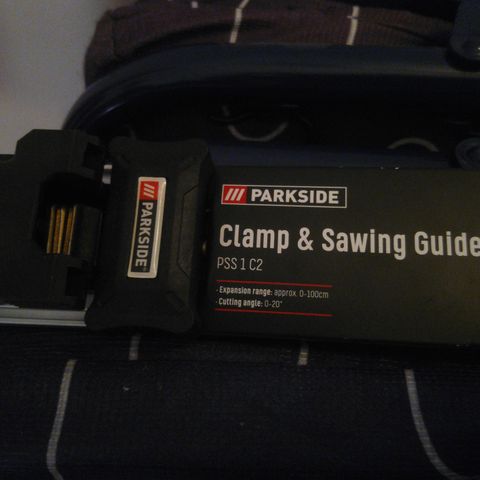 PARKSIDE
PARKSIDE
Clamp & Sawing Guide
PSS 1 C2
· Expansion range: approx. 0-100cm
· Cutting angle: 0-20°